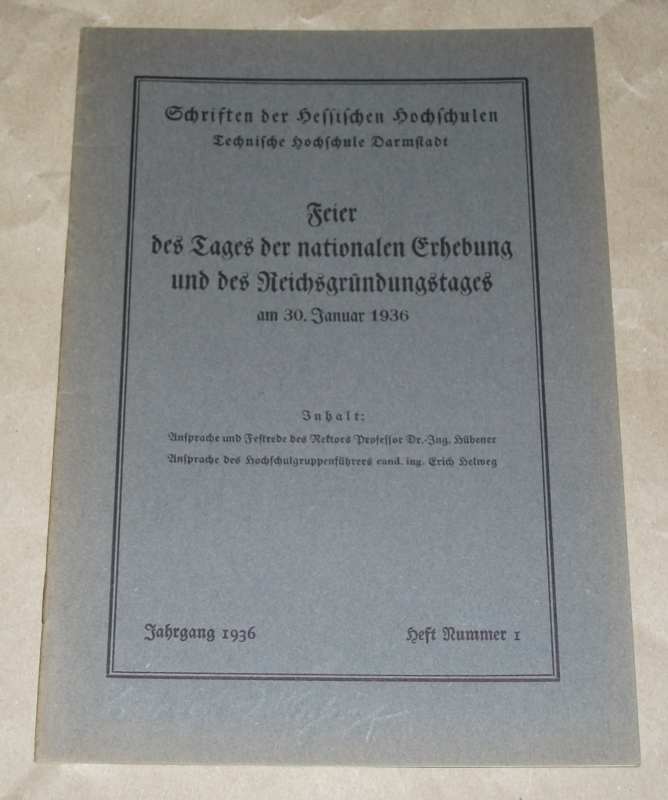 Schriften der Heſſiſchen Hochſchulen
Techniſche Hochſchule Darmſtadt
Feier
des Tages der nationalen Erhebung
und des Reichsgründungstages
am 30. Januar 1936
Inhalt:
Anſprache und Feſtrede des Rektors Profeſſor Dr.-Ing. Hübener
Anſprache des Hochſchulgruppenführers cand. ing. Erich Helweg
Jahrgang 1936
Heft Nummer 1